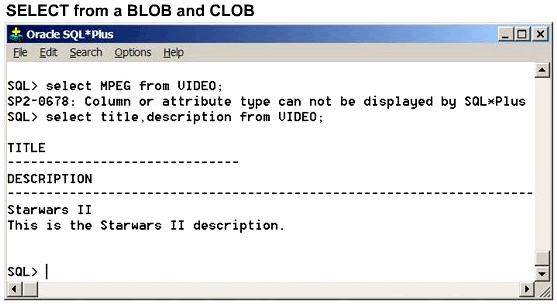 SELECT from a BLOB and CLOB
Oracle SQL*Plus
File Edit Search Options Help
SQL> select MPEG from VIDEO;
SP2-0678: Column or attribute type can not be displayed by SQL*Plus
SQL> select title,description from VIDEO;
TITLE
------------------------------
DESCRIPTION
--------------------------------------------------------------------
Starwars II
This is the Starwars II description.
SQL>